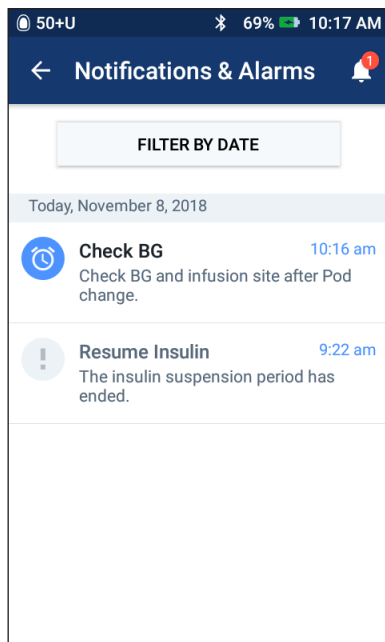 50+U 69% 10:17 AM
Notifications & Alarms 1
FILTER BY DATE
Today, November 8, 2018
Check BG 10:16 am
Check BG and infusion site after Pod
change.
Resume Insulin 9:22 am
The insulin suspension period has
ended.